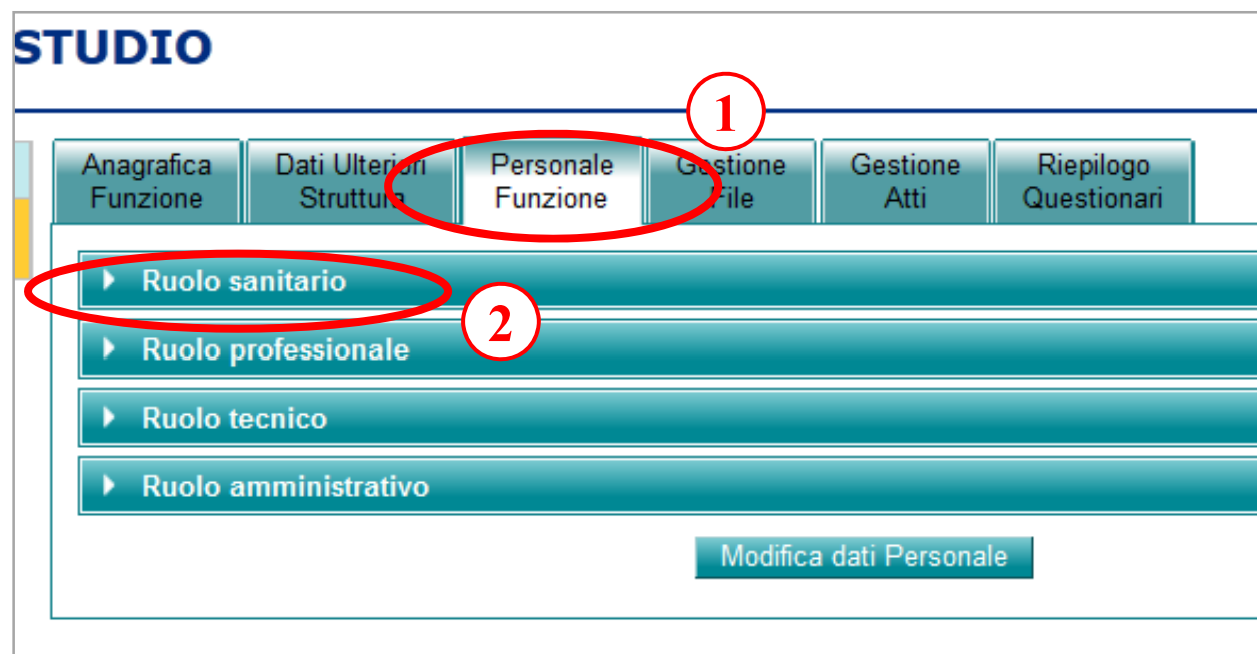 STUDIO
1
Anagrafica Funzione
Dati Ulteriori Struttura
Personale Funzione
Gestione File
Gestione Atti
Riepilogo Questionari
Ruolo sanitario
2
Ruolo professionale
Ruolo tecnico
Ruolo amministrativo
Modifica dati Personale